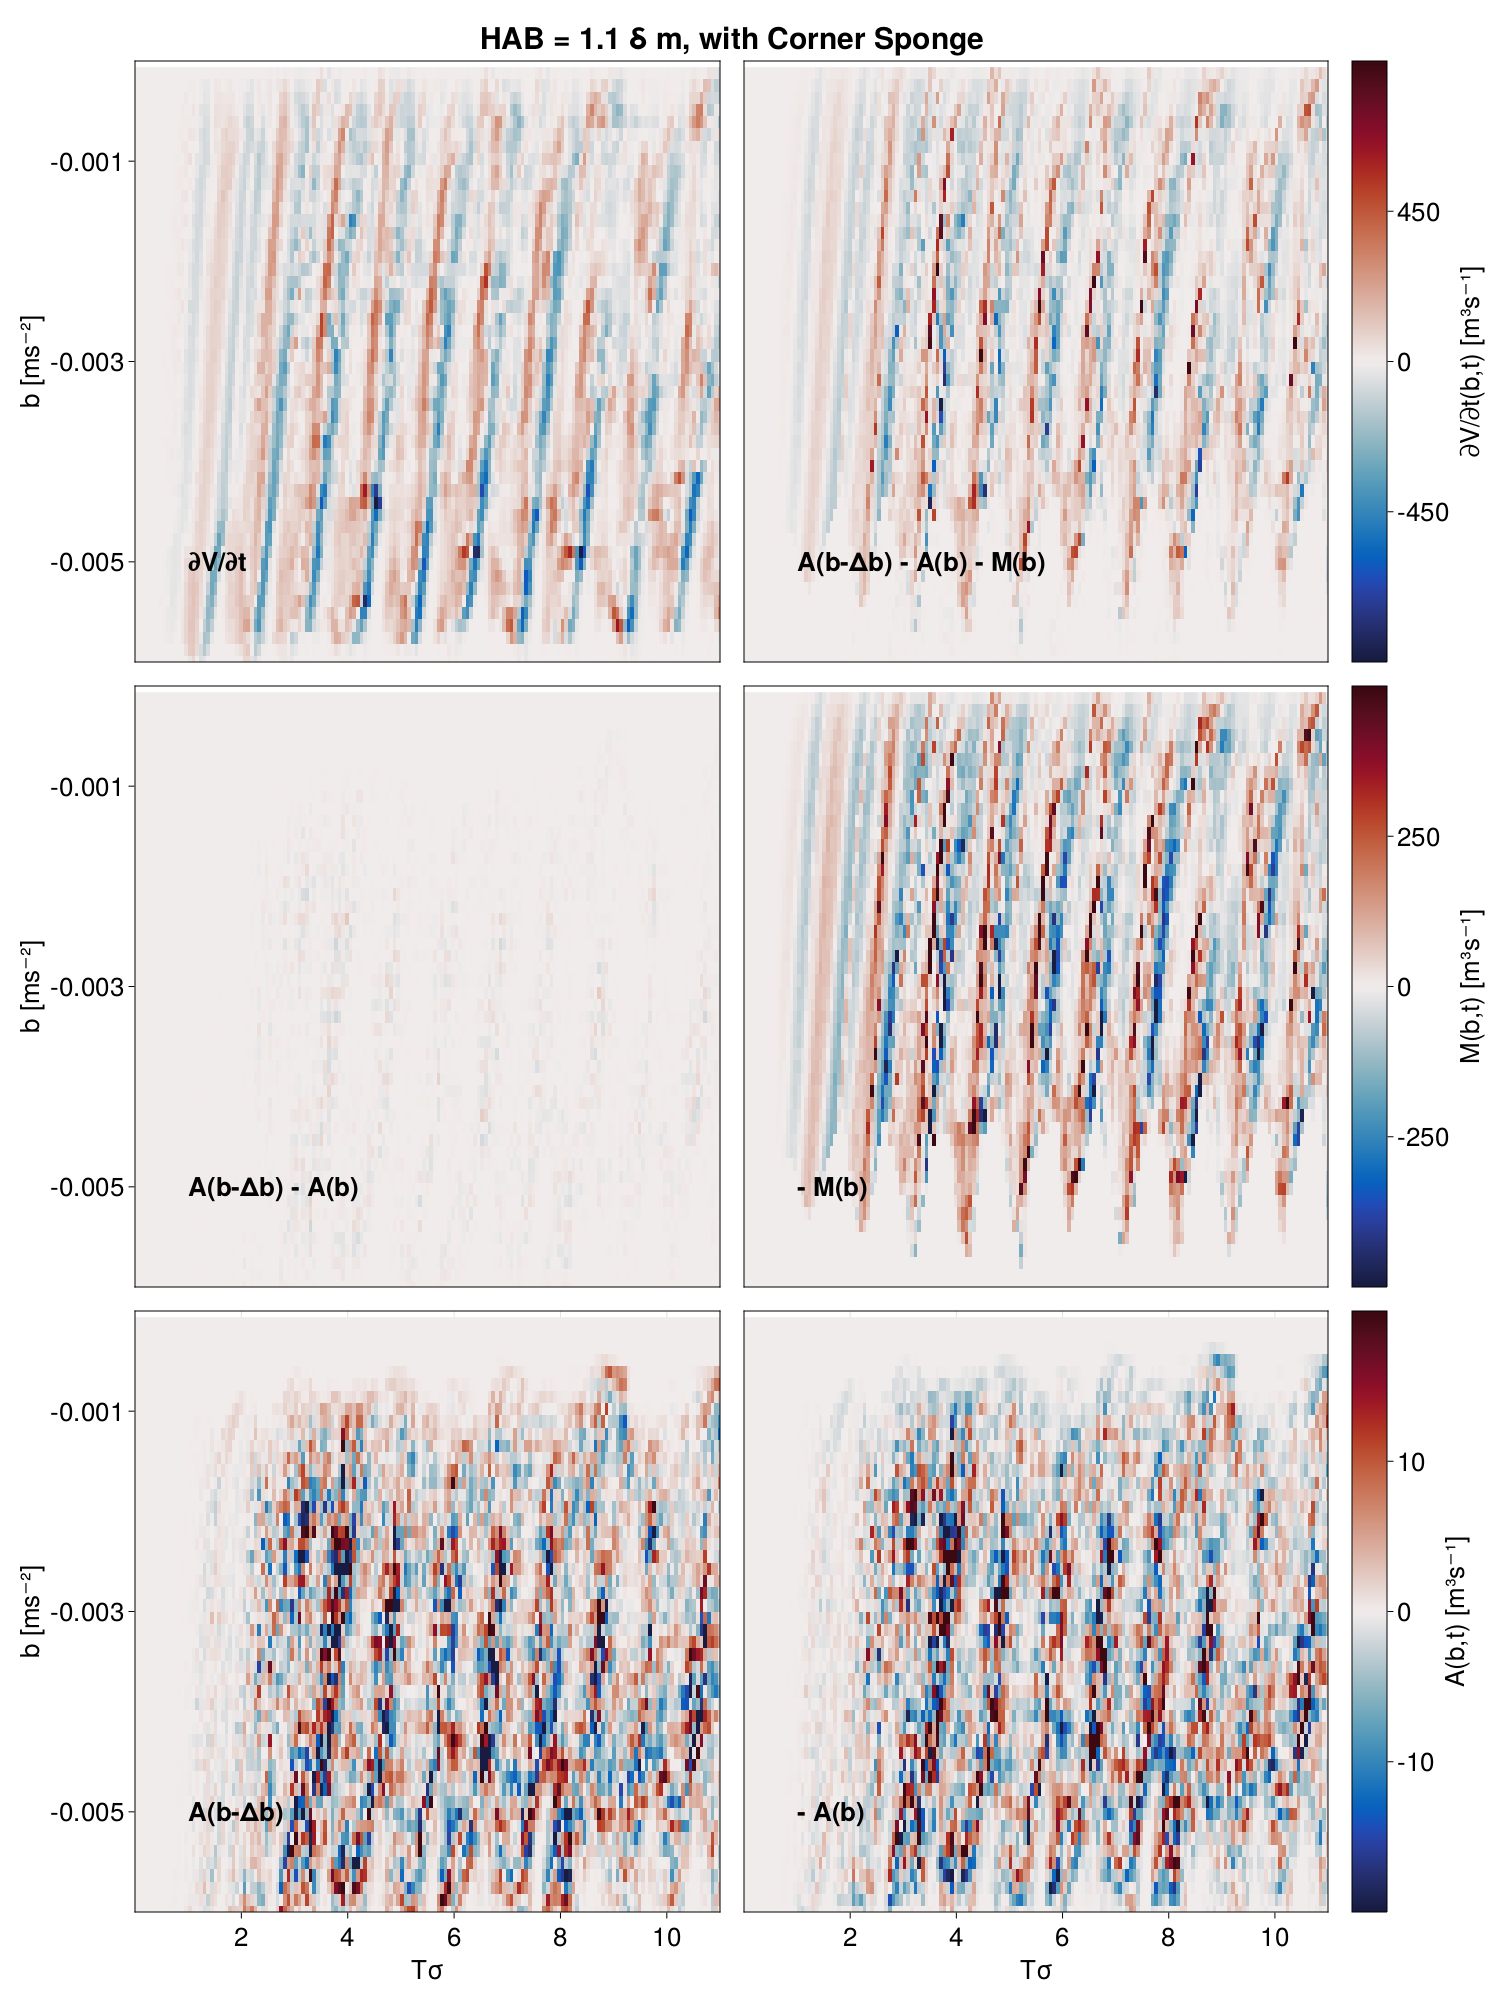 HAB = 1.1 δ m, with Corner Sponge
b [ms⁻²]
-0.001
-0.003
-0.005
∂V/∂t
A(b-Δb) - A(b) - M(b)
450
0
-450
∂V/∂t(b,t) [m³s⁻¹]
b [ms⁻²]
-0.001
-0.003
-0.005
A(b-Δb) - A(b)
- M(b)
250
0
-250
M(b,t) [m³s⁻¹]
b [ms⁻²]
-0.001
-0.003
-0.005
A(b-Δb)
- A(b)
10
0
-10
A(b,t) [m³s⁻¹]
2 4 6 8 10
2 4 6 8 10
Tσ
Tσ